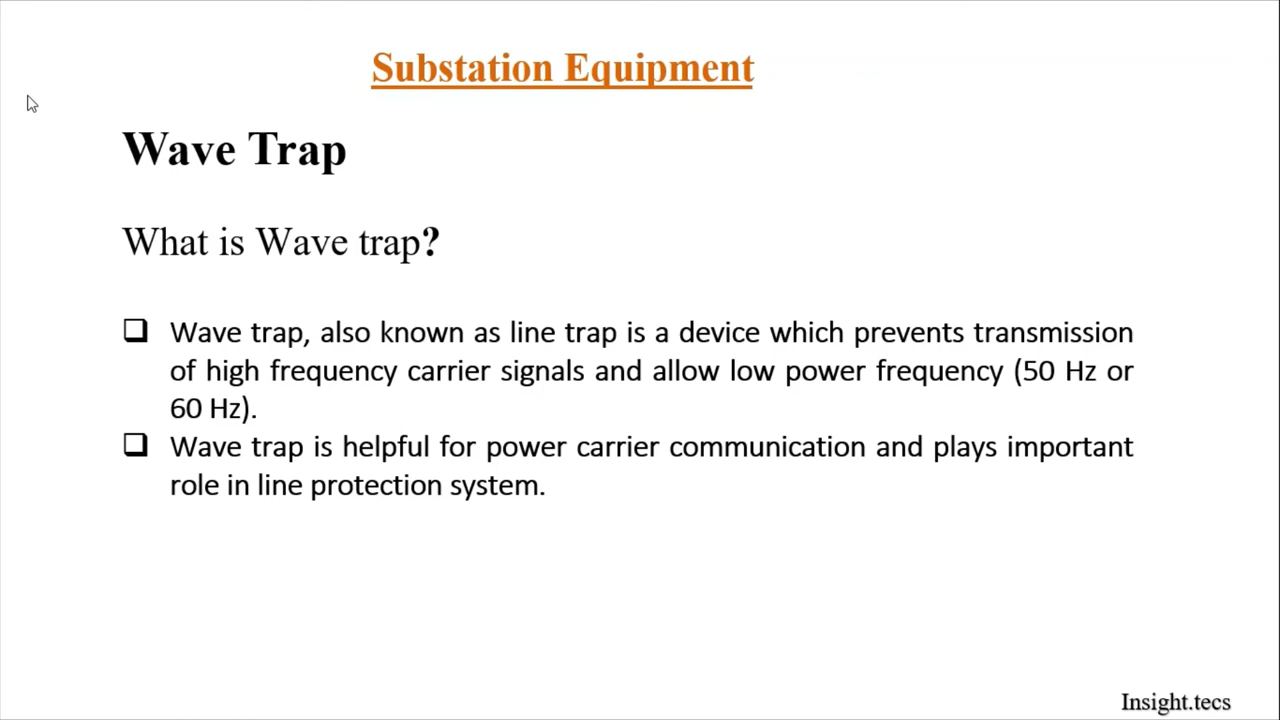 Substation Equipment
Wave Trap
What is Wave trap?
❑ Wave trap, also known as line trap is a device which prevents transmission
of high frequency carrier signals and allow low power frequency (50 Hz or
60 Hz).
❑ Wave trap is helpful for power carrier communication and plays important
role in line protection system.
Insight.tecs